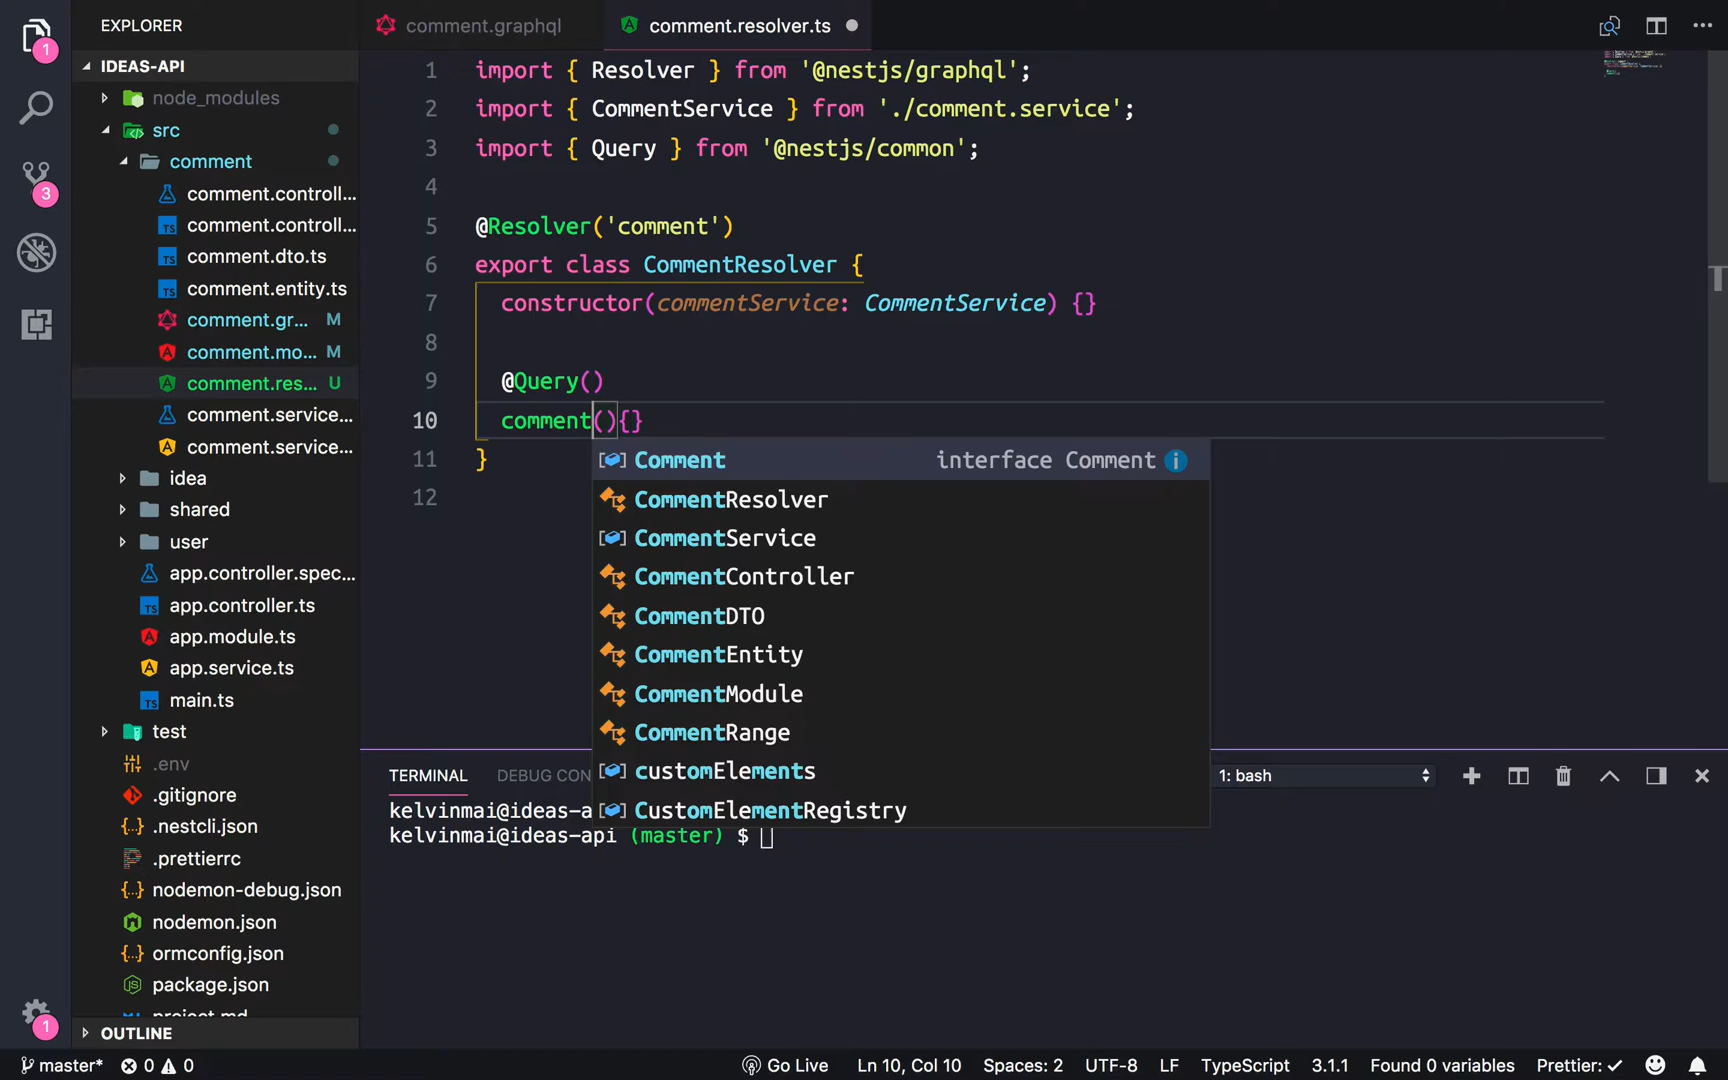 EXPLORER
comment.graphql
comment.resolver.ts
1
IDEAS-API
node_modules
src
comment
comment.controll...
comment.controll...
comment.dto.ts
comment.entity.ts
comment.gr... M
comment.mo... M
comment.res... U
comment.service...
comment.service...
idea
shared
user
app.controller.spec...
app.controller.ts
app.module.ts
app.service.ts
main.ts
test
.env
.gitignore
.nestcli.json
.prettierrc
nodemon-debug.json
nodemon.json
ormconfig.json
package.json
project.md
OUTLINE
3
1
1 import { Resolver } from '@nestjs/graphql';
2 import { CommentService } from './comment.service';
3 import { Query } from '@nestjs/common';
4
5 @Resolver('comment')
6 export class CommentResolver {
7 constructor(commentService: CommentService) {}
8
9 @Query()
10 comment(){}
11 }
12
Comment interface Comment
CommentResolver
CommentService
CommentController
CommentDTO
CommentEntity
CommentModule
CommentRange
customElements
CustomElementRegistry
TERMINAL
DEBUG CON
1: bash
kelvinmai@ideas-a
kelvinmai@ideas-api (master) $
master* 0 0
Go Live
Ln 10, Col 10
Spaces: 2
UTF-8
LF
TypeScript
3.1.1
Found 0 variables
Prettier: ✓